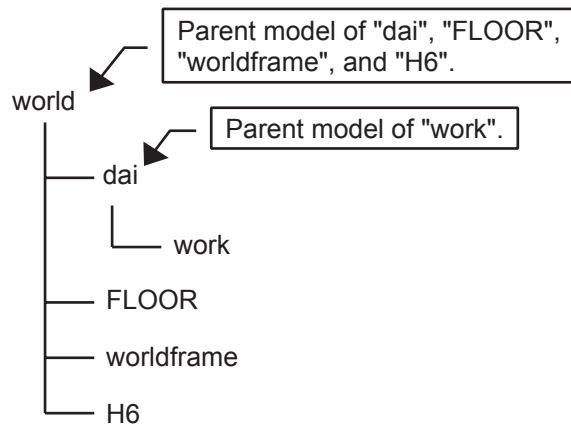 Parent model of "dai", "FLOOR",
"worldframe", and "H6".
world
Parent model of "work".
dai
work
FLOOR
worldframe
H6